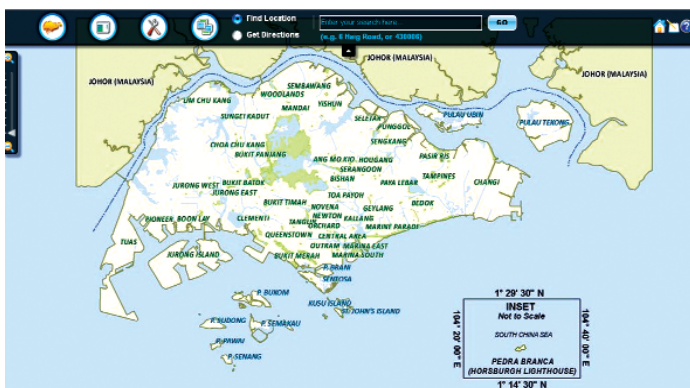 Find Location
Enter your search here...
GO
Get Directions
(e.g. 6 Heg Road, or 430006)
JOHOR (MALAYSIA)
JOHOR (MALAYSIA)
JOHOR (MALAYSIA)
SEMBAWANG
WOODLANDS
LIM CHU KANG
MANDAI
YISHUN
SUNGEI KADUT
SELETAR
PULAU UBIN
PUNGGOL
PULAU TEKONG
SENGKANG
CHOA CHU KANG
BUKIT PANJANG
ANG MO KIO
HOUGANG
PASIR RIS
SERANGOON
BISHAN
TAMPINES
JURONG WEST
BUKIT BATOK
PAYA LEBAR
CHANGI
JURONG EAST
TOA PAYOH
BUKIT TIMAH
NOVENA
GEYLANG
BEDOK
PIONEER
BOON LAY
CLEMENTI
NEWTON
KALLANG
TANGLIN
ORCHARD
MARINE PARADE
TUAS
QUEENSTOWN
CENTRAL AREA
JURONG ISLAND
OUTRAM
MARINA EAST
BUKIT MERAH
MARINA SOUTH
P. BRANI
SENTOSA
P. BUKOM
KUSU ISLAND
ST. JOHN'S ISLAND
P. SUDONG
P. SEMAKAU
P. PAWAI
P. SENANG
1° 29' 30" N
INSET
Not to Scale
104° 20' 00" E
SOUTH CHINA SEA
104° 40' 00" E
PEDRA BRANCA
(HORSBURGH LIGHTHOUSE)
1° 14' 30" N